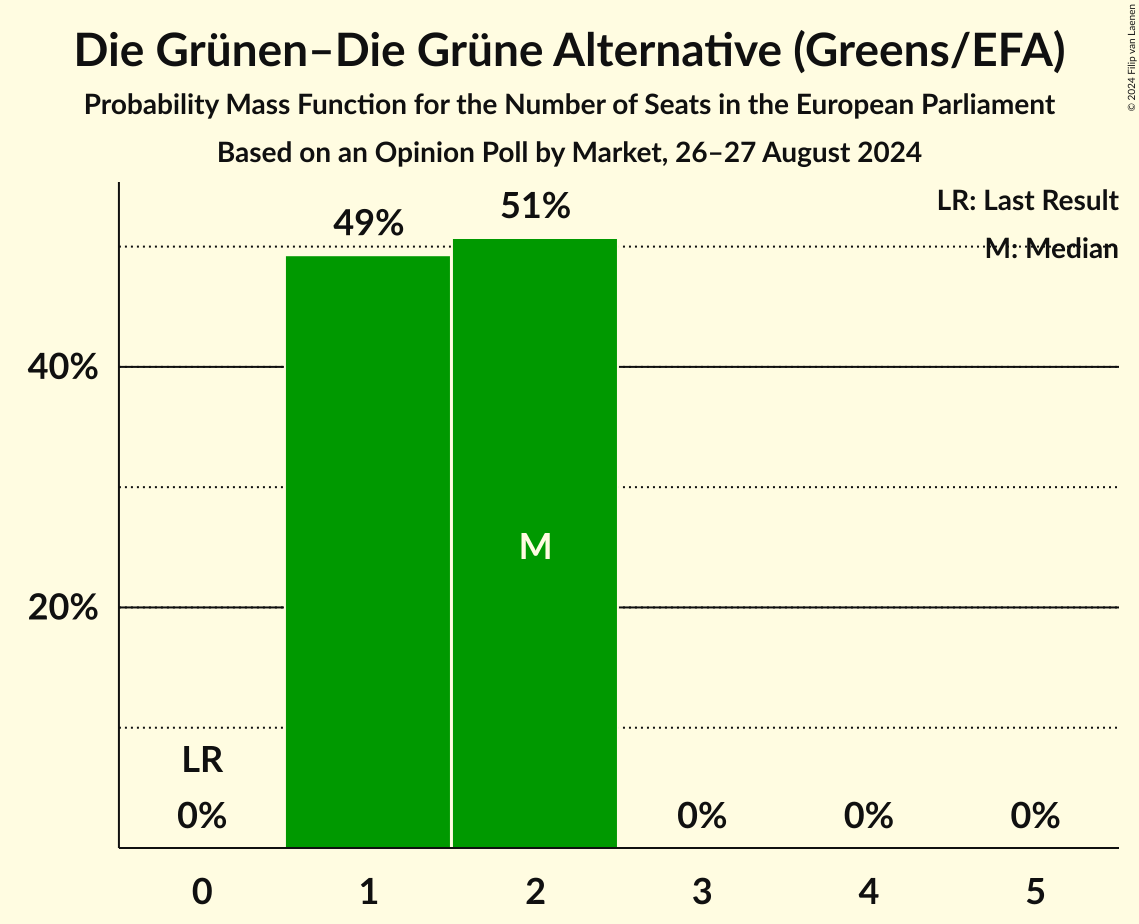 Die Grünen–Die Grüne Alternative (Greens/EFA)
Probability Mass Function for the Number of Seats in the European Parliament
Based on an Opinion Poll by Market, 26–27 August 2024
© 2024 Filip van Laenen
LR: Last Result
M: Median
49%
51%
40%
20%
M
LR
0%
0%
0%
0%
0
1
2
3
4
5